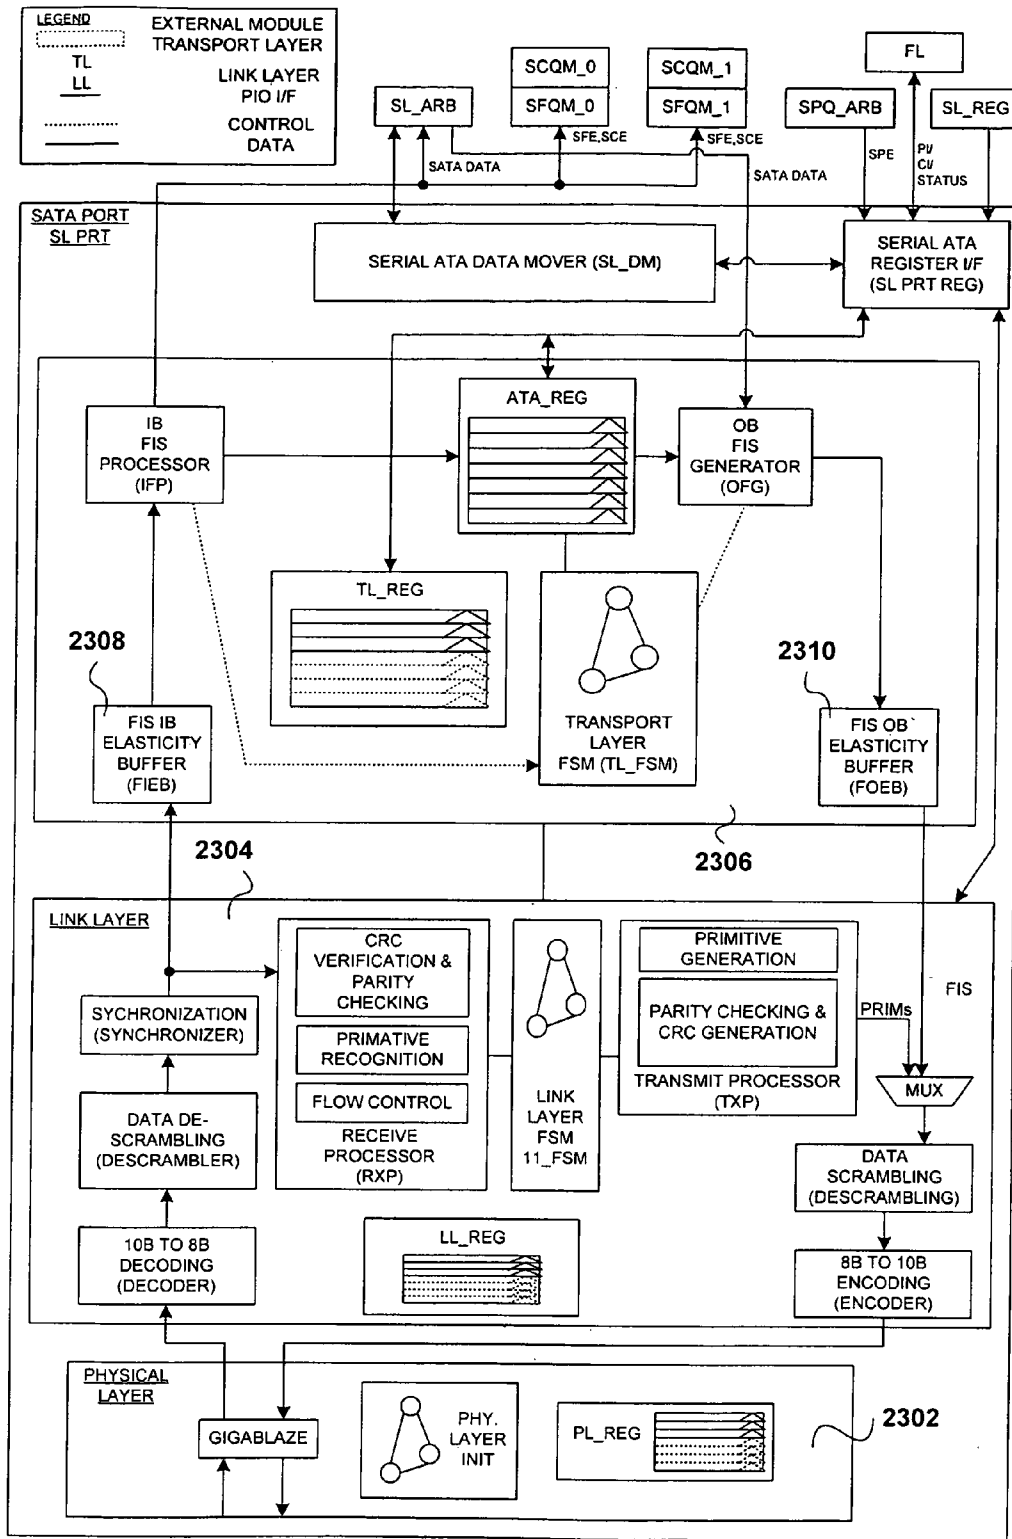 LEGEND
EXTERNAL MODULE
TRANSPORT LAYER
TL
LL
LINK LAYER
PIO I/F
CONTROL
DATA
SL_ARB
SCQM_0
SFQM_0
SCQM_1
SFQM_1
FL
SPQ_ARB
SL_REG
SFE,SCE
SFE,SCE
SATA DATA
SATA DATA
SPE
PI/
CI/
STATUS
SATA PORT
SL PRT
SERIAL ATA DATA MOVER (SL_DM)
SERIAL ATA
REGISTER I/F
(SL PRT REG)
IB
FIS
PROCESSOR
(IFP)
ATA_REG
OB
FIS
GENERATOR
(OFG)
TL_REG
TRANSPORT
LAYER
FSM (TL_FSM)
2308
FIS IB
ELASTICITY
BUFFER
(FIEB)
2310
FIS OB
ELASTICITY
BUFFER
(FOEB)
2304
2306
LINK LAYER
CRC
VERIFICATION &
PARITY
CHECKING
PRIMATIVE
RECOGNITION
FLOW CONTROL
RECEIVE
PROCESSOR
(RXP)
LINK
LAYER
FSM
11_FSM
PRIMITIVE
GENERATION
PARITY CHECKING &
CRC GENERATION
TRANSMIT PROCESSOR
(TXP)
PRIMs
FIS
MUX
SYCHRONIZATION
(SYNCHRONIZER)
DATA DE-
SCRAMBLING
(DESCRAMBLER)
10B TO 8B
DECODING
(DECODER)
LL_REG
DATA
SCRAMBLING
(DESCRAMBLING)
8B TO 10B
ENCODING
(ENCODER)
PHYSICAL
LAYER
GIGABLAZE
PHY.
LAYER
INIT
PL_REG
2302